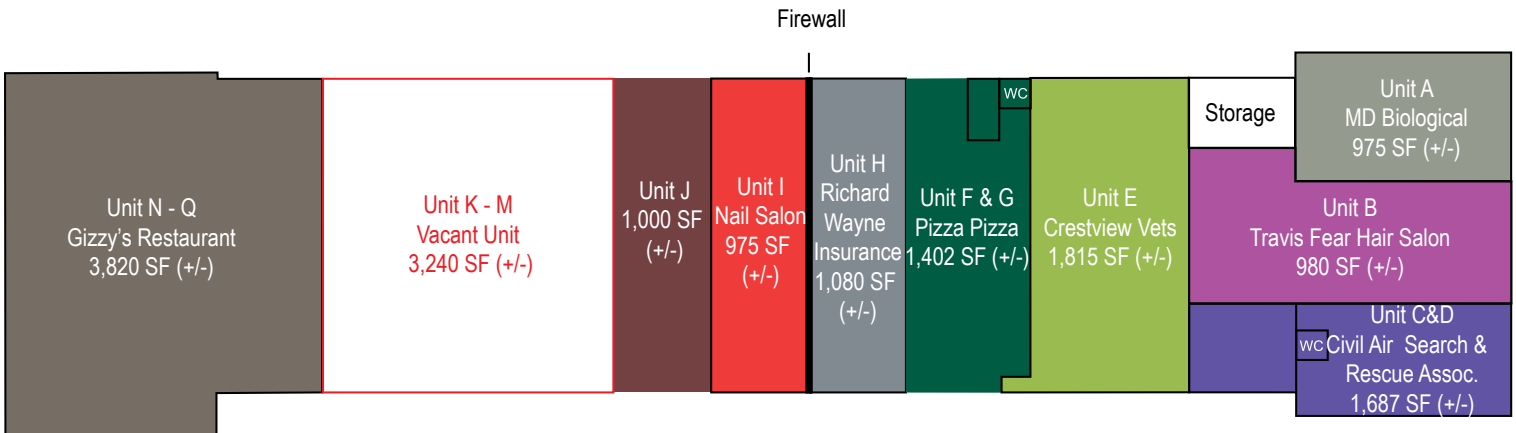 Firewall
Unit N - Q
Gizzy's Restaurant
3,820 SF (+/-)
Unit K - M
Vacant Unit
3,240 SF (+/-)
Unit J
1,000 SF
(+/-)
Unit I
Nail Salon
975 SF
(+/-)
Unit H
Richard
Wayne
Insurance
1,080 SF
(+/-)
WC
Unit F & G
Pizza Pizza
1,402 SF (+/-)
Unit E
Crestview Vets
1,815 SF (+/-)
Storage
Unit A
MD Biological
975 SF (+/-)
Unit B
Travis Fear Hair Salon
980 SF (+/-)
Unit C&D
WC
Civil Air Search &
Rescue Assoc.
1,687 SF (+/-)